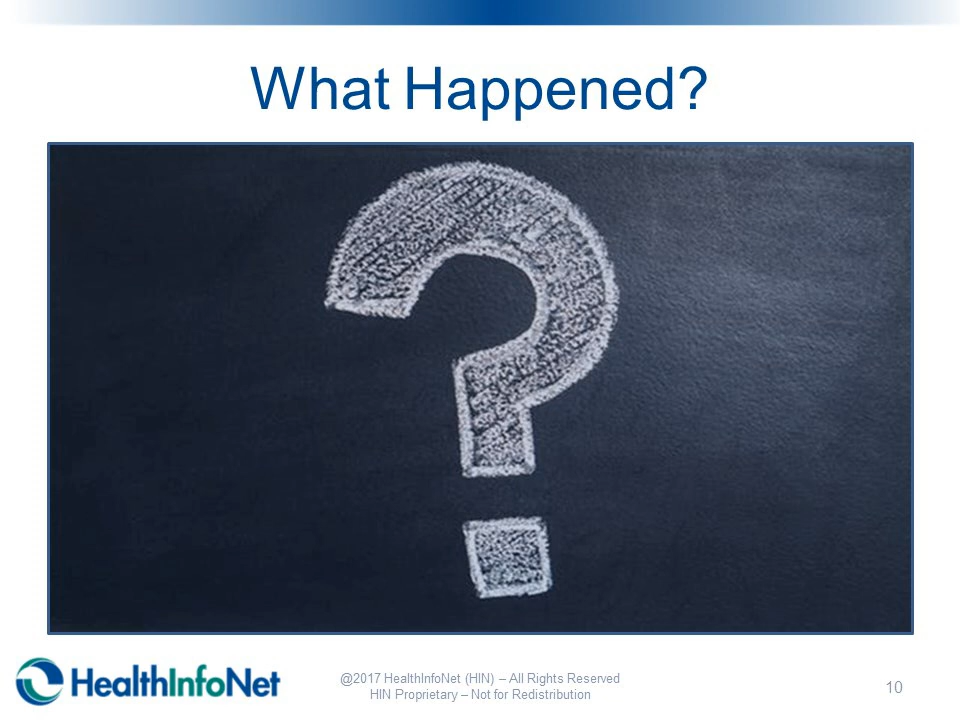 What Happened?
?
HealthInfoNet
@2017 HealthInfoNet (HIN) – All Rights Reserved
HIN Proprietary – Not for Redistribution
10